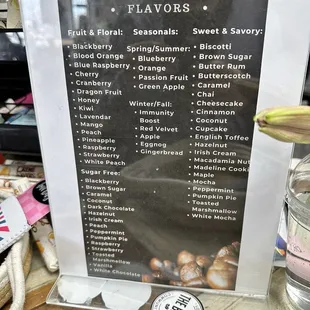 • FLAVORS •
Fruit & Floral:
• Blackberry
• Blood Orange
• Blue Raspberry
• Cherry
• Cranberry
• Dragon Fruit
• Honey
• Kiwi
• Lavendar
• Mango
• Peach
• Pineapple
• Raspberry
• Strawberry
• White Peach
Sugar Free:
• Blackberry
• Brown Sugar
• Caramel
• Coconut
• Dark Chocolate
• Hazelnut
• Irish Cream
• Peach
• Peppermint
• Pumpkin Pie
• Raspberry
• Strawberry
• Toasted
Marshmallow
• Vanilla
• White Chocolate
Seasonals:
Spring/Summer:
• Blueberry
• Orange
• Passion Fruit
• Green Apple
Winter/Fall:
• Immunity
Boost
• Red Velvet
• Apple
• Eggnog
• Gingerbread
Sweet & Savory:
• Biscotti
• Brown Sugar
• Butter Rum
• Butterscotch
• Caramel
• Chai
• Cheesecake
• Cinnamon
• Coconut
• Cupcake
• English Toffee
• Hazelnut
• Irish Cream
• Macadamia Nut
• Madeline Cookie
• Maple
• Mocha
• Peppermint
• Pumpkin Pie
• Toasted
Marshmallow
• White Mocha
THE B